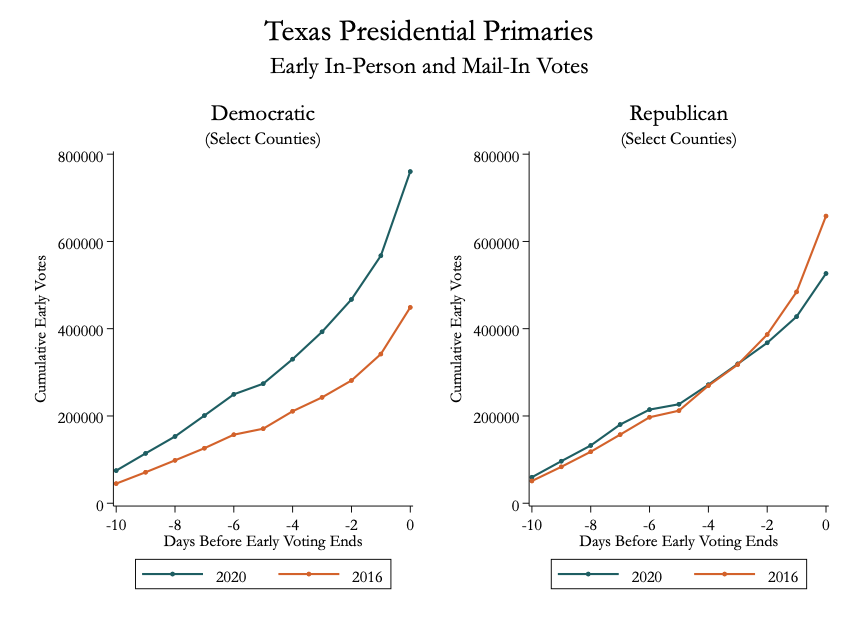 Texas Presidential Primaries
Early In-Person and Mail-In Votes
Democratic
(Select Counties)
800000
600000
400000
200000
0
Cumulative Early Votes
-10 -8 -6 -4 -2 0
Days Before Early Voting Ends
2020 2016
Republican
(Select Counties)
800000
600000
400000
200000
0
Cumulative Early Votes
-10 -8 -6 -4 -2 0
Days Before Early Voting Ends
2020 2016